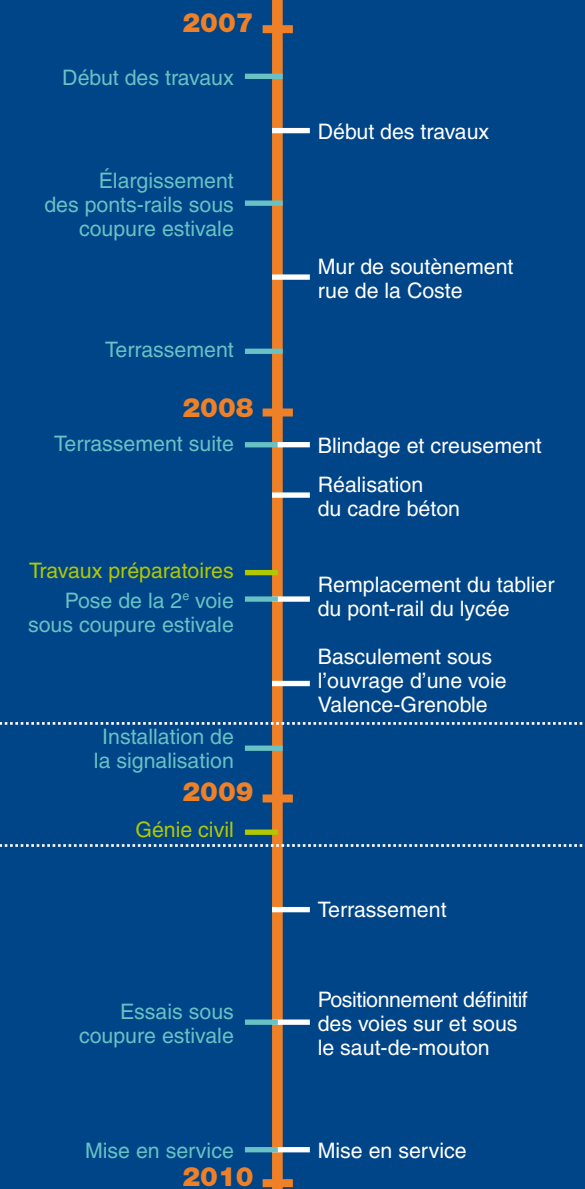 2007
Début des travaux
Début des travaux
Élargissement
des ponts-rails sous
coupure estivale
Mur de soutènement
rue de la Coste
Terrassement
2008
Terrassement suite
Blindage et creusement
Réalisation
du cadre béton
Travaux préparatoires
Pose de la 2e voie
sous coupure estivale
Remplacement du tablier
du pont-rail du lycée
Basculement sous
l'ouvrage d'une voie
Valence-Grenoble
Installation de
la signalisation
2009
Génie civil
Terrassement
Essais sous
coupure estivale
Positionnement définitif
des voies sur et sous
le saut-de-mouton
Mise en service
Mise en service
2010